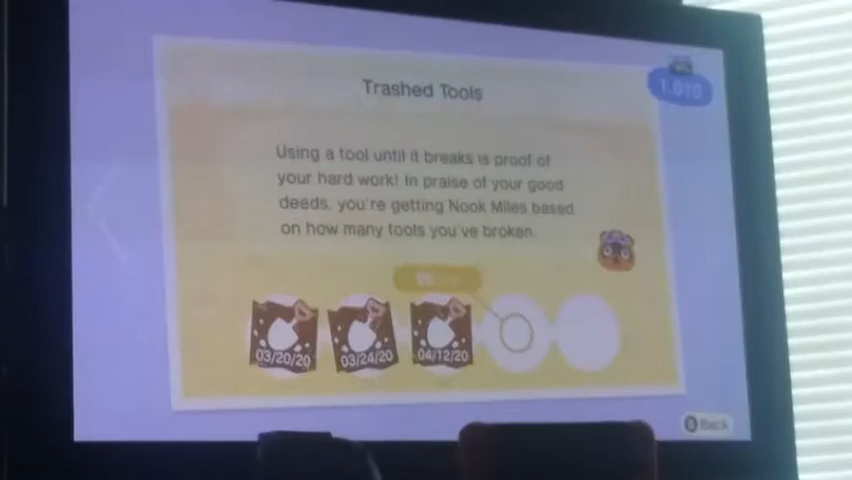 Trashed Tools
1,010
Using a tool until it breaks is proof of
your hard work! In praise of your good
deeds, you're getting Nook Miles based
on how many tools you've broken.
03/20/20
03/24/20
04/12/20
Back